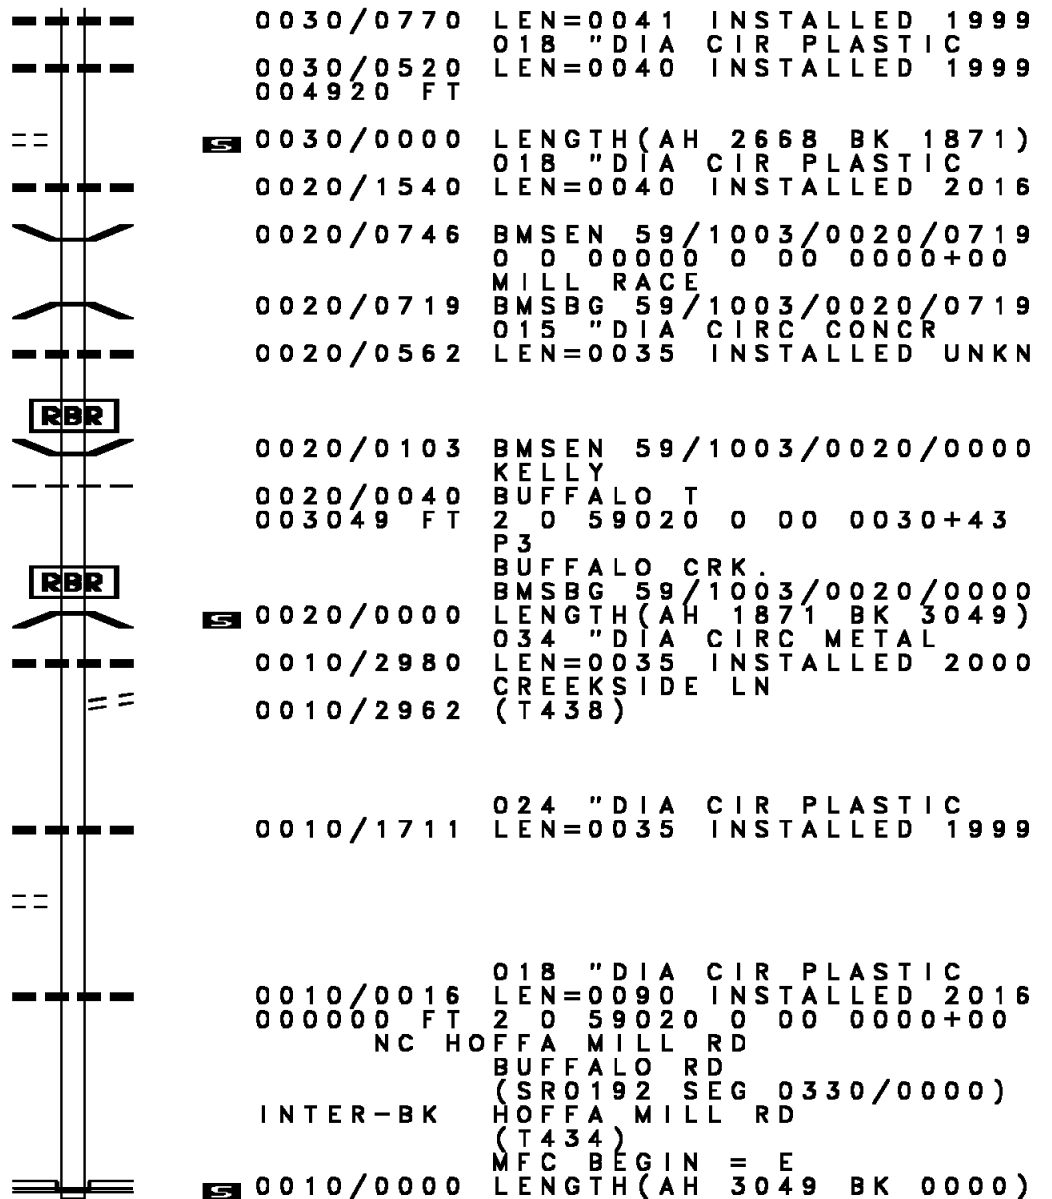 0030/0770 LEN=0041 INSTALLED 1999
018 "DIA CIR PLASTIC
0030/0520 LEN=0040 INSTALLED 1999
004920 FT
S 0030/0000 LENGTH(AH 2668 BK 1871)
018 "DIA CIR PLASTIC
0020/1540 LEN=0040 INSTALLED 2016
0020/0746 BMSEN 59/1003/0020/0719
0 0 00000 0 00 0000+00
MILL RACE
0020/0719 BMSBG 59/1003/0020/0719
015 "DIA CIRC CONCR
0020/0562 LEN=0035 INSTALLED UNKN
RBR
0020/0103 BMSEN 59/1003/0020/0000
KELLY
0020/0040 BUFFALO T
003049 FT 2 0 59020 0 00 0030+43
P3
BUFFALO CRK.
RBR
BMSBG 59/1003/0020/0000
S 0020/0000 LENGTH(AH 1871 BK 3049)
034 "DIA CIRC METAL
0010/2980 LEN=0035 INSTALLED 2000
CREEKSIDE LN
0010/2962 (T438)
024 "DIA CIR PLASTIC
0010/1711 LEN=0035 INSTALLED 1999
018 "DIA CIR PLASTIC
0010/0016 LEN=0090 INSTALLED 2016
000000 FT 2 0 59020 0 00 0000+00
NC HOFFA MILL RD
BUFFALO RD
(SR0192 SEG 0330/0000)
INTER-BK HOFFA MILL RD
(T434)
MFC BEGIN = E
S 0010/0000 LENGTH(AH 3049 BK 0000)